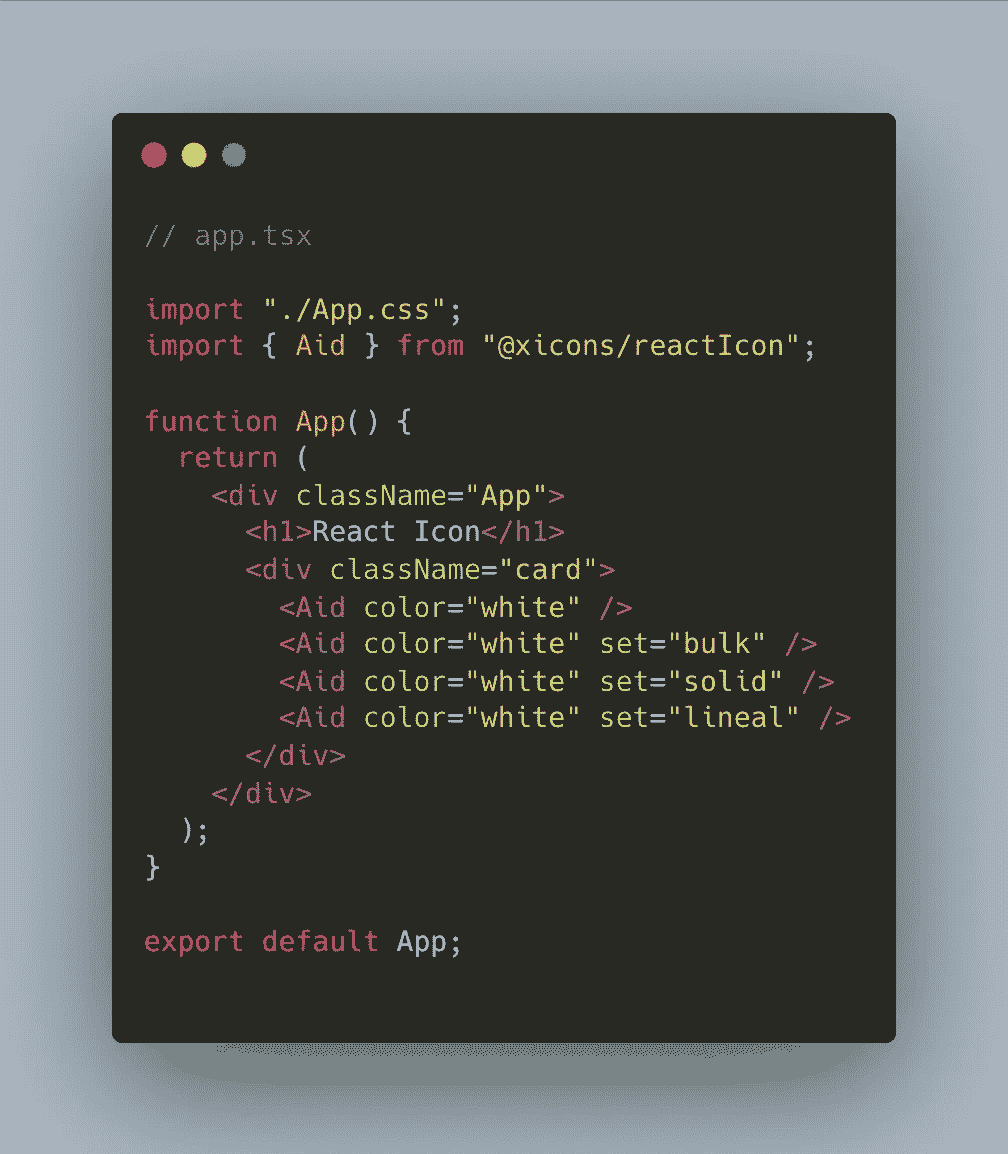 // app.tsx
import "./App.css";
import { Aid } from "@xicons/reactIcon";
function App() {
  return (
    <div className="App">
      <h1>React Icon</h1>
      <div className="card">
        <Aid color="white" />
        <Aid color="white" set="bulk" />
        <Aid color="white" set="solid" />
        <Aid color="white" set="lineal" />
      </div>
    </div>
  );
}
export default App;